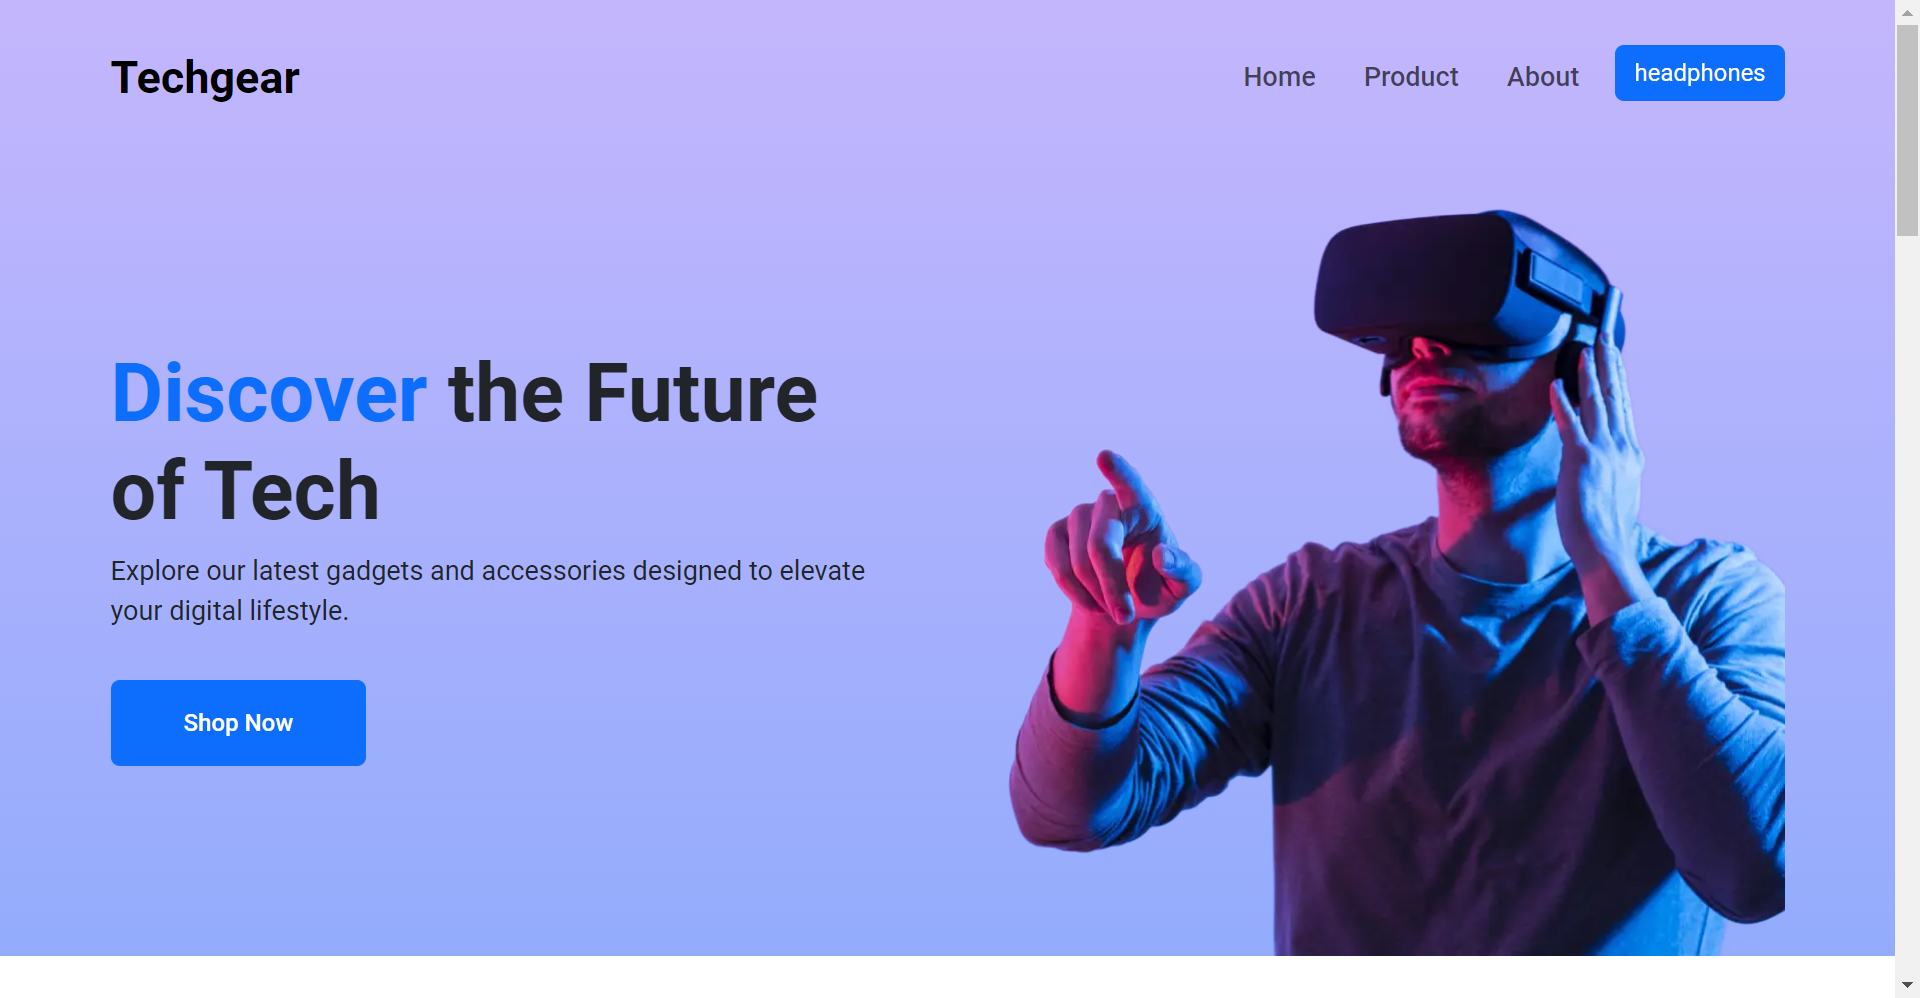 Techgear
Home Product About headphones
Discover the Future
of Tech
Explore our latest gadgets and accessories designed to elevate
your digital lifestyle.
Shop Now